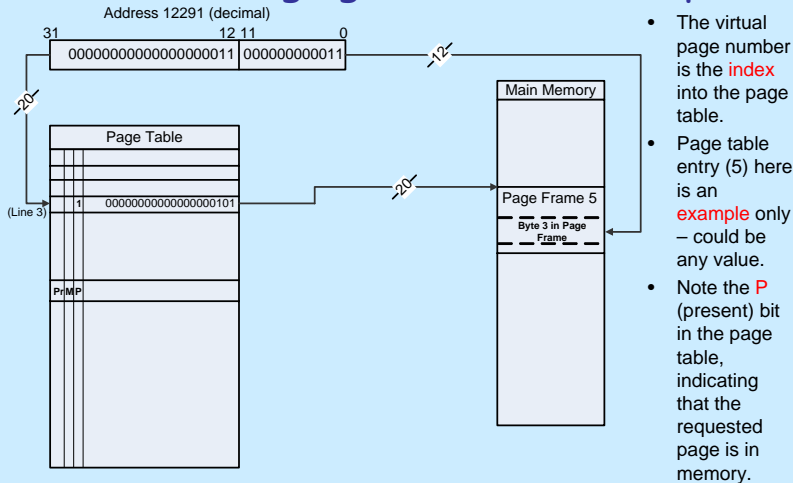 Address 12291 (decimal)
31 12 11 0
00000000000000000011 000000000011
-12-
-20-
Page Table
1 00000000000000000101
(Line 3)
Pr M P
-20-
Main Memory
Page Frame 5
Byte 3 in Page
Frame
• The virtual
page number
is the index
into the page
table.
• Page table
entry (5) here
is an
example only
– could be
any value.
• Note the P
(present) bit
in the page
table,
indicating
that the
requested
page is in
memory.